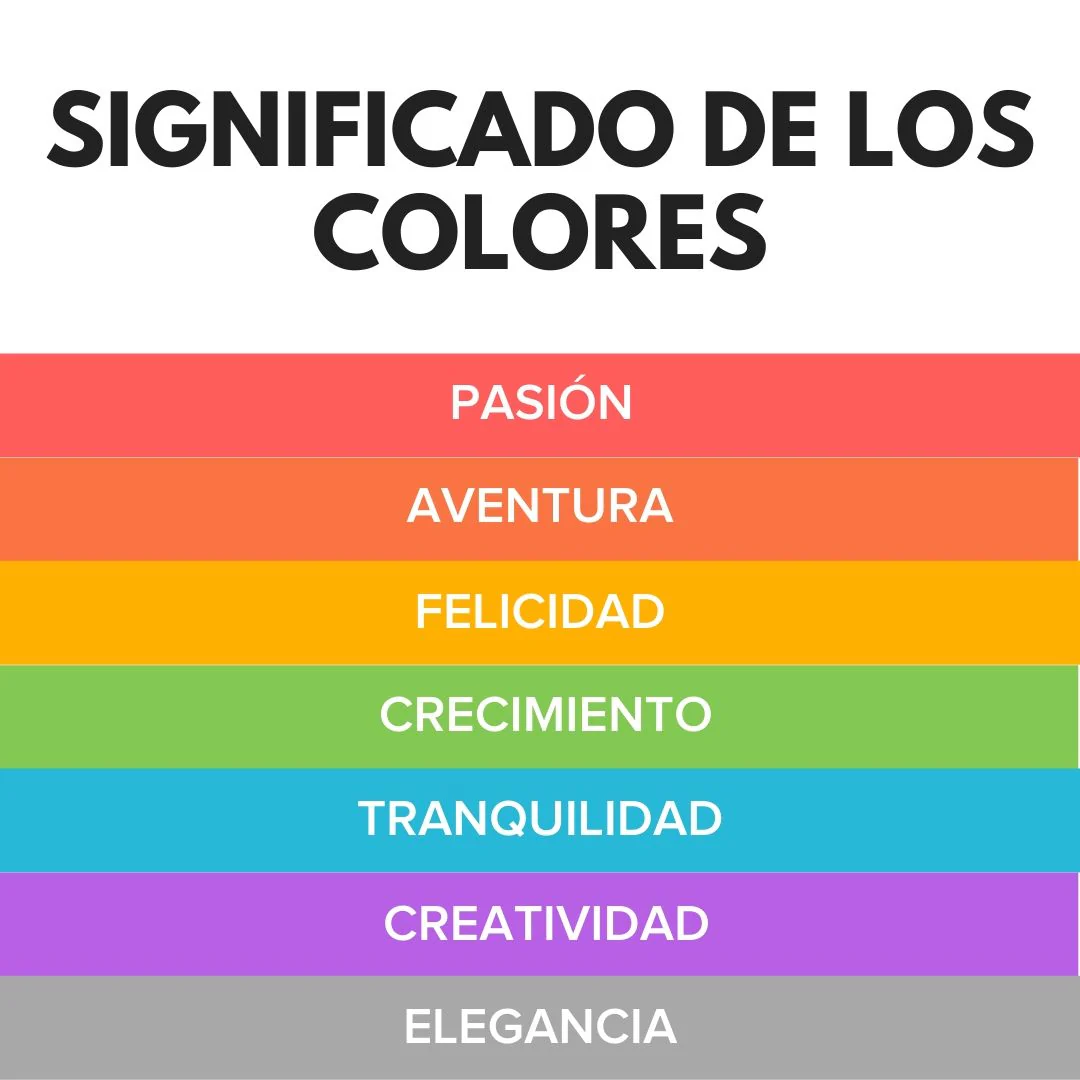 SIGNIFICADO DE LOS
COLORES
PASIÓN
AVENTURA
FELICIDAD
CRECIMIENTO
TRANQUILIDAD
CREATIVIDAD
ELEGANCIA